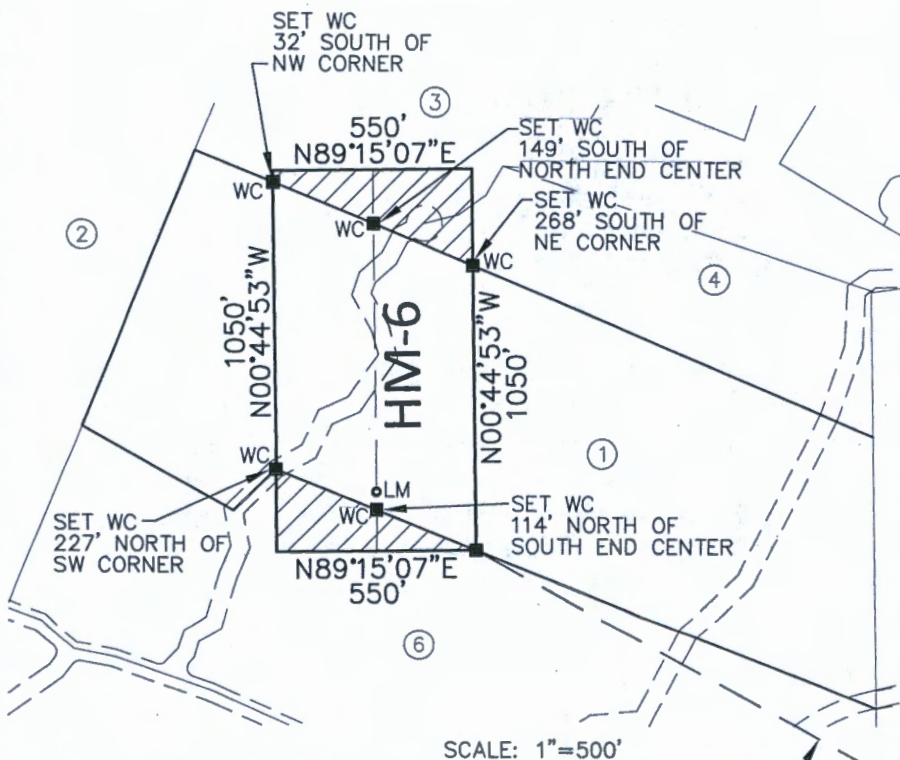 SET WC
32' SOUTH OF
NW CORNER
3
550'
N89°15'07"E
SET WC
149' SOUTH OF
NORTH END CENTER
WC
WC
SET WC
268' SOUTH OF
NE CORNER
2
WC
4
1050'
N00°44'53"W
HM-6
N00°44'53"W
1050'
WC
1
LM
WC
SET WC
114' NORTH OF
SOUTH END CENTER
SET WC
227' NORTH OF
SW CORNER
N89°15'07"E
550'
6
SCALE: 1"=500'